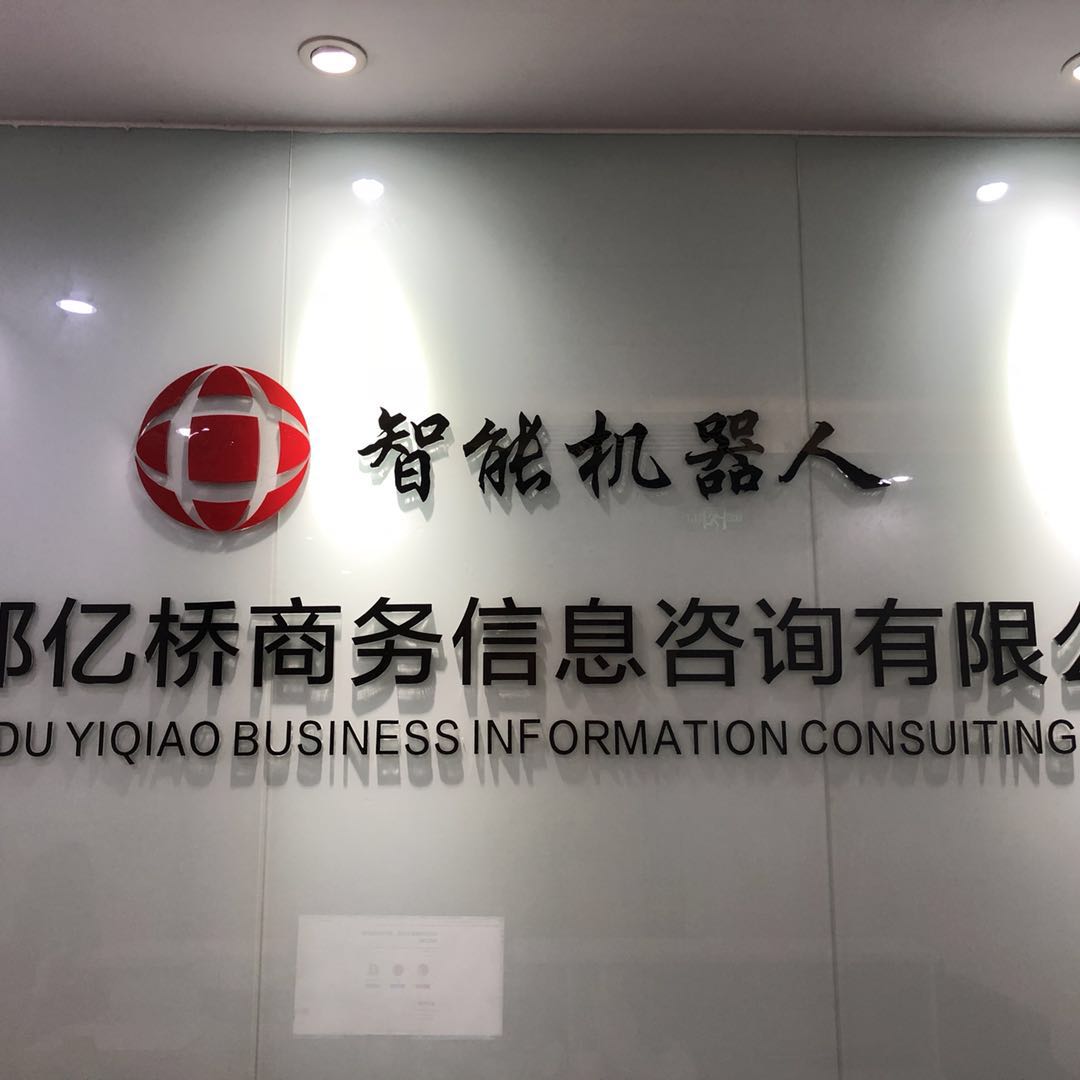 智能机器人
都亿桥商务信息咨询有限公
DU YIQIAO BUSINESS INFORMATION CONSUITING